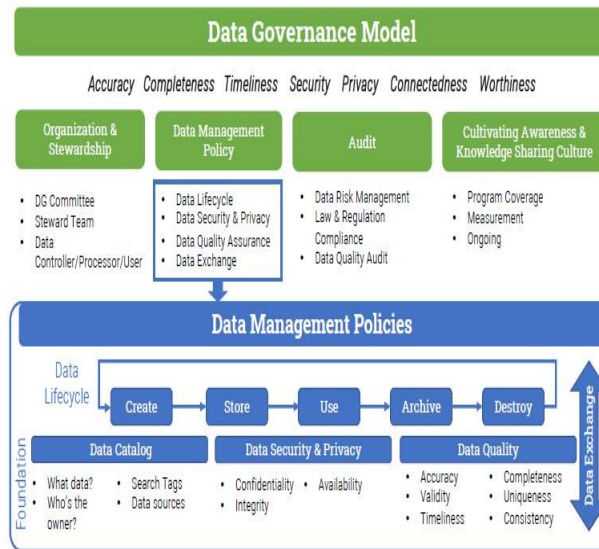 Data Governance Model
Accuracy Completeness Timeliness Security Privacy Connectedness Worthiness
Organization &
Stewardship
• DG Committee
• Steward Team
• Data
Controller/Processor/User
Data Management
Policy
• Data Lifecycle
• Data Security & Privacy
• Data Quality Assurance
• Data Exchange
Audit
• Data Risk Management
• Law & Regulation
Compliance
• Data Quality Audit
Cultivating Awareness &
Knowledge Sharing Culture
• Program Coverage
• Measurement
• Ongoing
Data Management Policies
Data
Lifecycle
Create
Store
Use
Archive
Destroy
Data Exchange
Foundation
Data Catalog
• What data?
• Who's the
owner?
• Search Tags
• Data sources
Data Security & Privacy
• Confidentiality
• Integrity
• Availability
Data Quality
• Accuracy
• Validity
• Timeliness
• Completeness
• Uniqueness
• Consistency